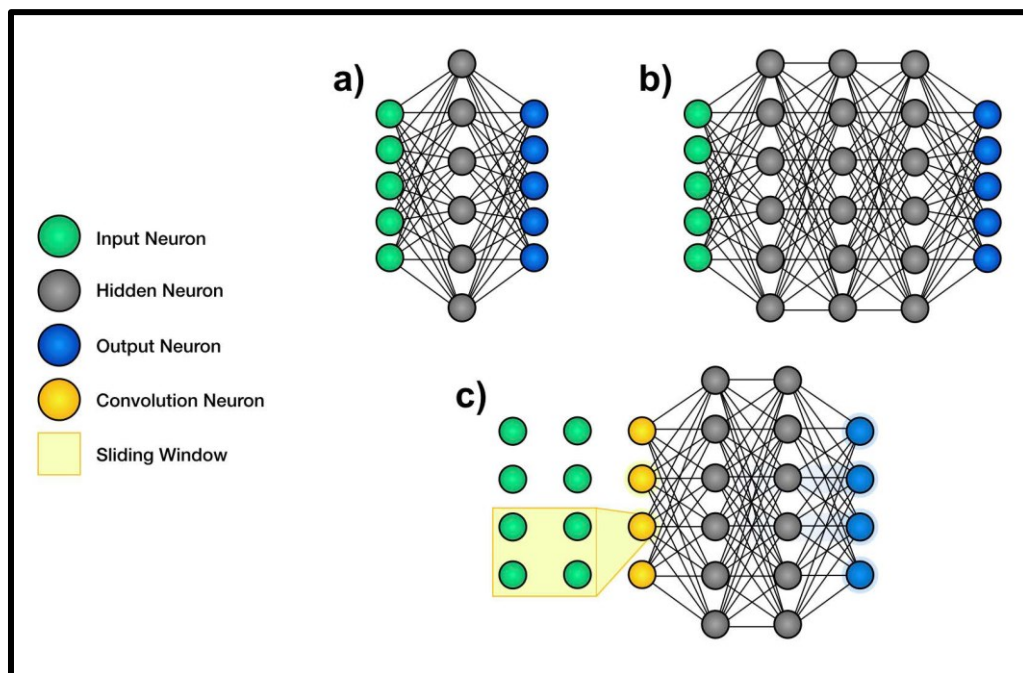 a)
b)
Input Neuron
Hidden Neuron
Output Neuron
Convolution Neuron
Sliding Window
c)